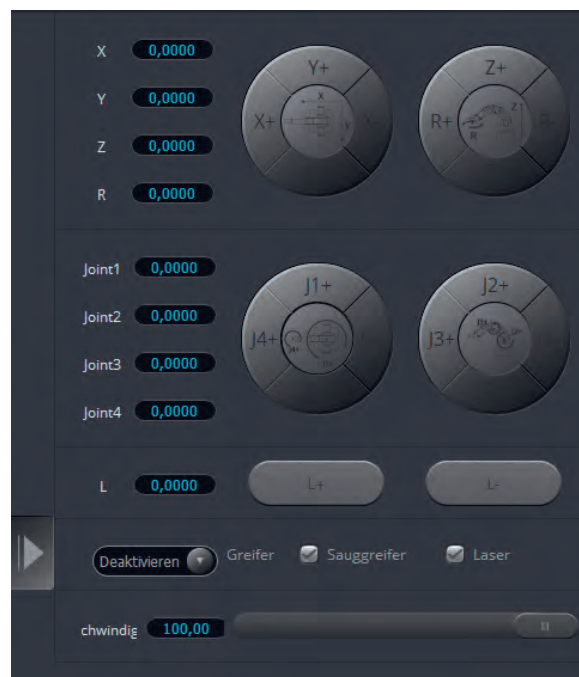 X 0,0000
Y+
Z+
Y 0,0000
X+
R+
Z 0,0000
R 0,0000
Joint1 0,0000
J1+
J2+
Joint2 0,0000
J4+
J3+
Joint3 0,0000
Joint4 0,0000
L 0,0000 L+ L-
Deaktivieren Greifer Sauggreifer Laser
chwindig 100,00